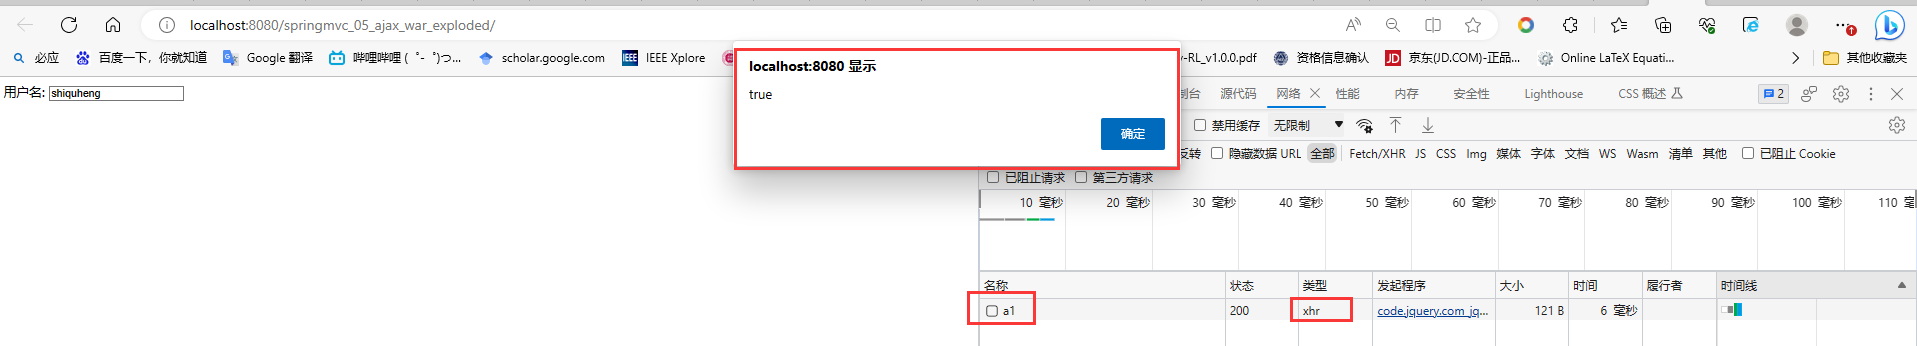 localhost:8080/springmvc_05_ajax_war_exploded/
必应 百度一下，你就知道 Google 翻译 哔哩哔哩 ( ゜- ゜)つ... scholar.google.com IEEE Xplore -RL_v1.0.0.pdf 资格信息确认 京东(JD.COM)-正品... Online LaTeX Equati... 其他收藏夹
localhost:8080 显示
true
确定
用户名: shiquheng
制台 源代码 网络 性能 内存 安全性 Lighthouse CSS 概述 2
禁用缓存 无限制
反转 隐藏数据 URL 全部 Fetch/XHR JS CSS Img 媒体 字体 文档 WS Wasm 清单 其他 已阻止 Cookie
已阻止请求 第三方请求
10 毫秒 20 毫秒 30 毫秒 40 毫秒 50 毫秒 60 毫秒 70 毫秒 80 毫秒 90 毫秒 100 毫秒 110 毫
名称 状态 类型 发起程序 大小 时间 履行者 时间线
a1 200 xhr code.jquery.com_jq... 121 B 6 毫秒